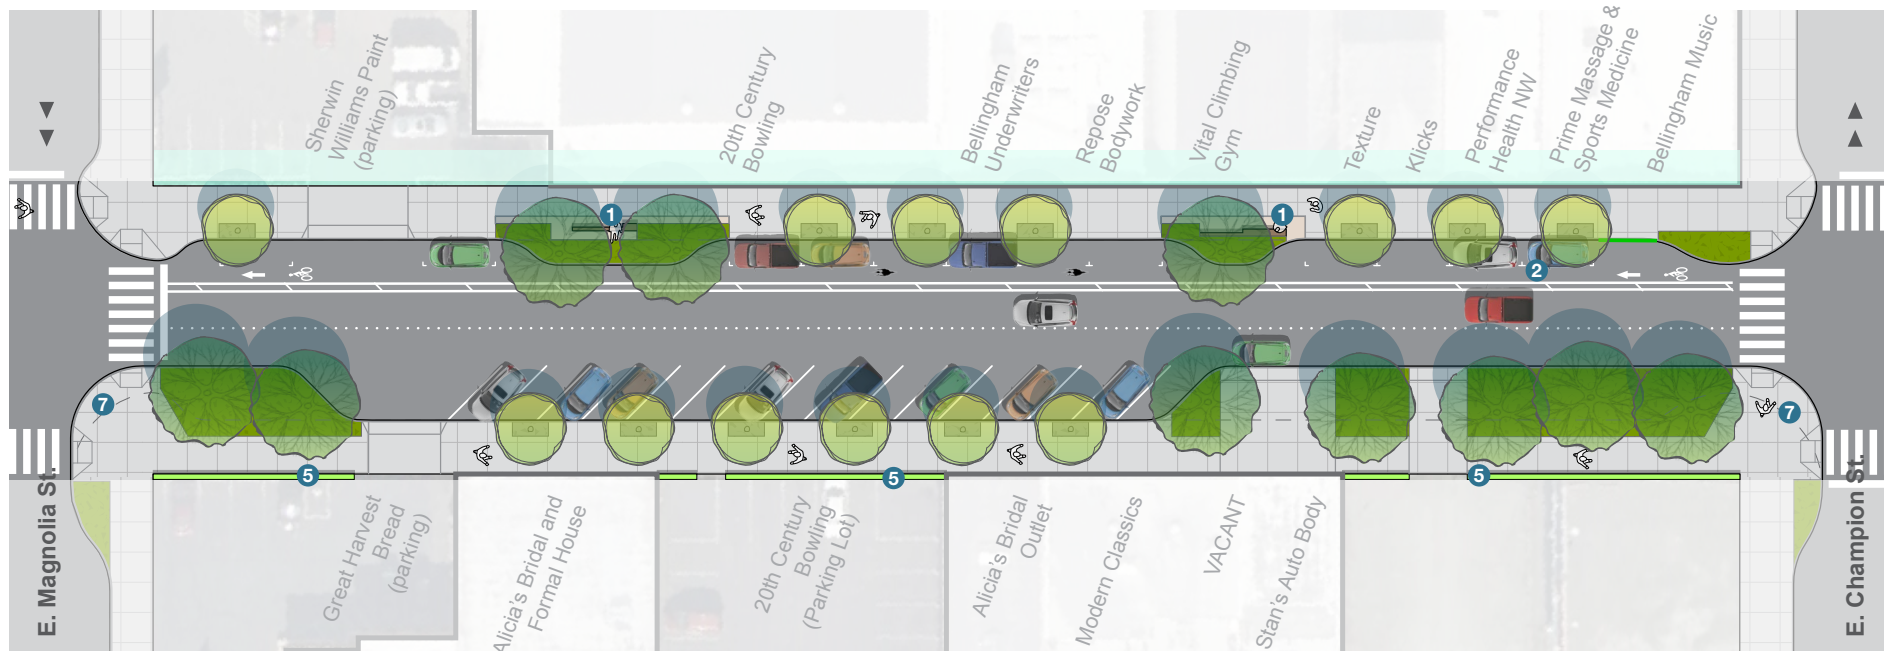 Sherwin
Williams Paint
(parking)
20th Century
Bowling
Bellingham
Underwriters
Repose
Bodywork
Vital Climbing
Gym
Texture
Klicks
Performance
Health NW
Prime Massage &
Sports Medicine
Bellingham Music
1
1
2
7
7
5
5
5
E. Magnolia St.
E. Champion St.
Great Harvest
Bread
(parking)
Alicia's Bridal and
Formal House
20th Century
Bowling
(Parking Lot)
Alicia's Bridal
Outlet
Modern Classics
VACANT
Stan's Auto Body